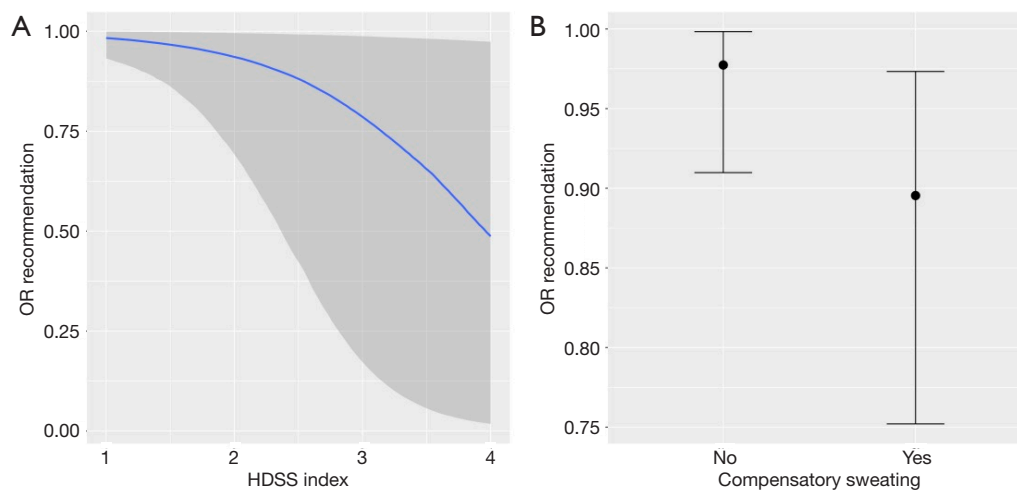 A
OR recommendation
1.00
0.75
0.50
0.25
0.00
1 2 3 4
HDSS index
B
OR recommendation
1.00
0.95
0.90
0.85
0.80
0.75
No Yes
Compensatory sweating